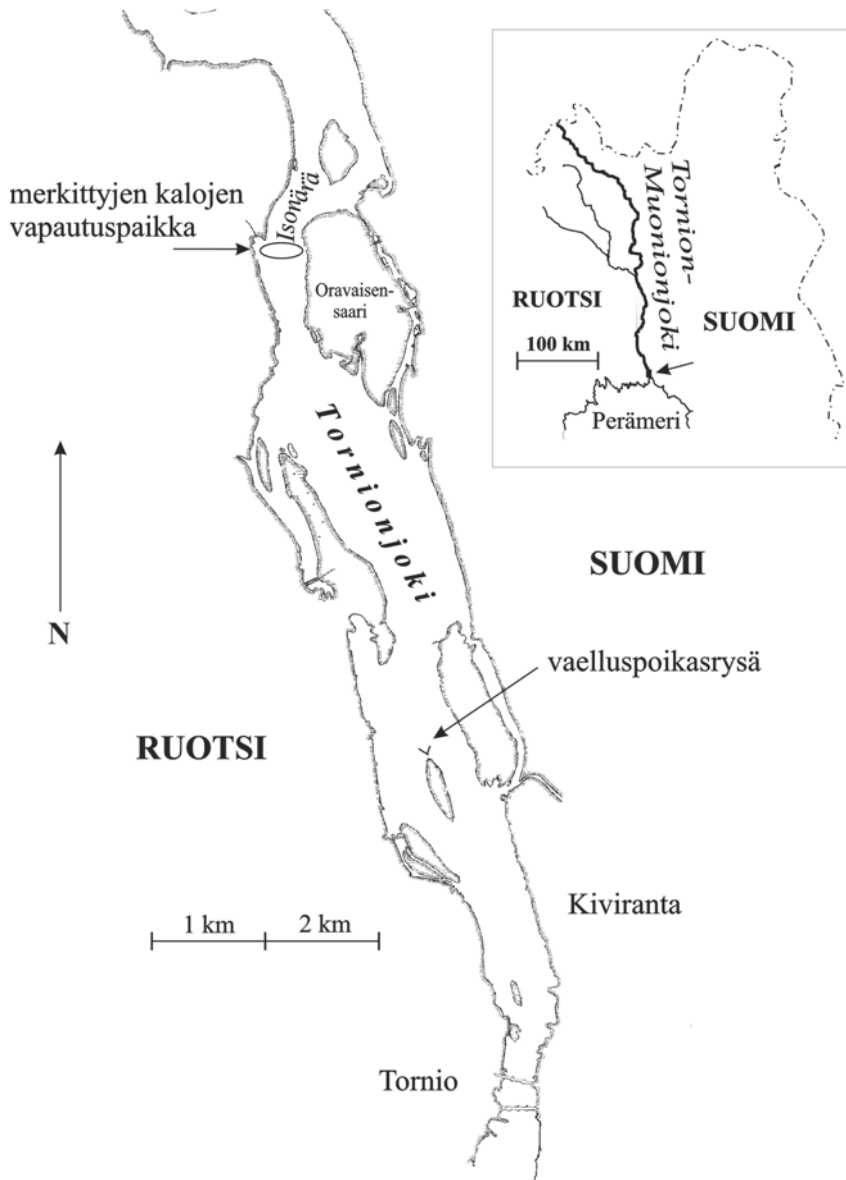 merkittyjen kalojen
vapautuspaikka
Isonärä
Oravaisen-
saari
Tornionjoki
N
SUOMI
vaelluspoikasrysä
RUOTSI
1 km
2 km
Kiviranta
Tornio
Tornion-
Muonionjoki
RUOTSI
SUOMI
100 km
Perämeri